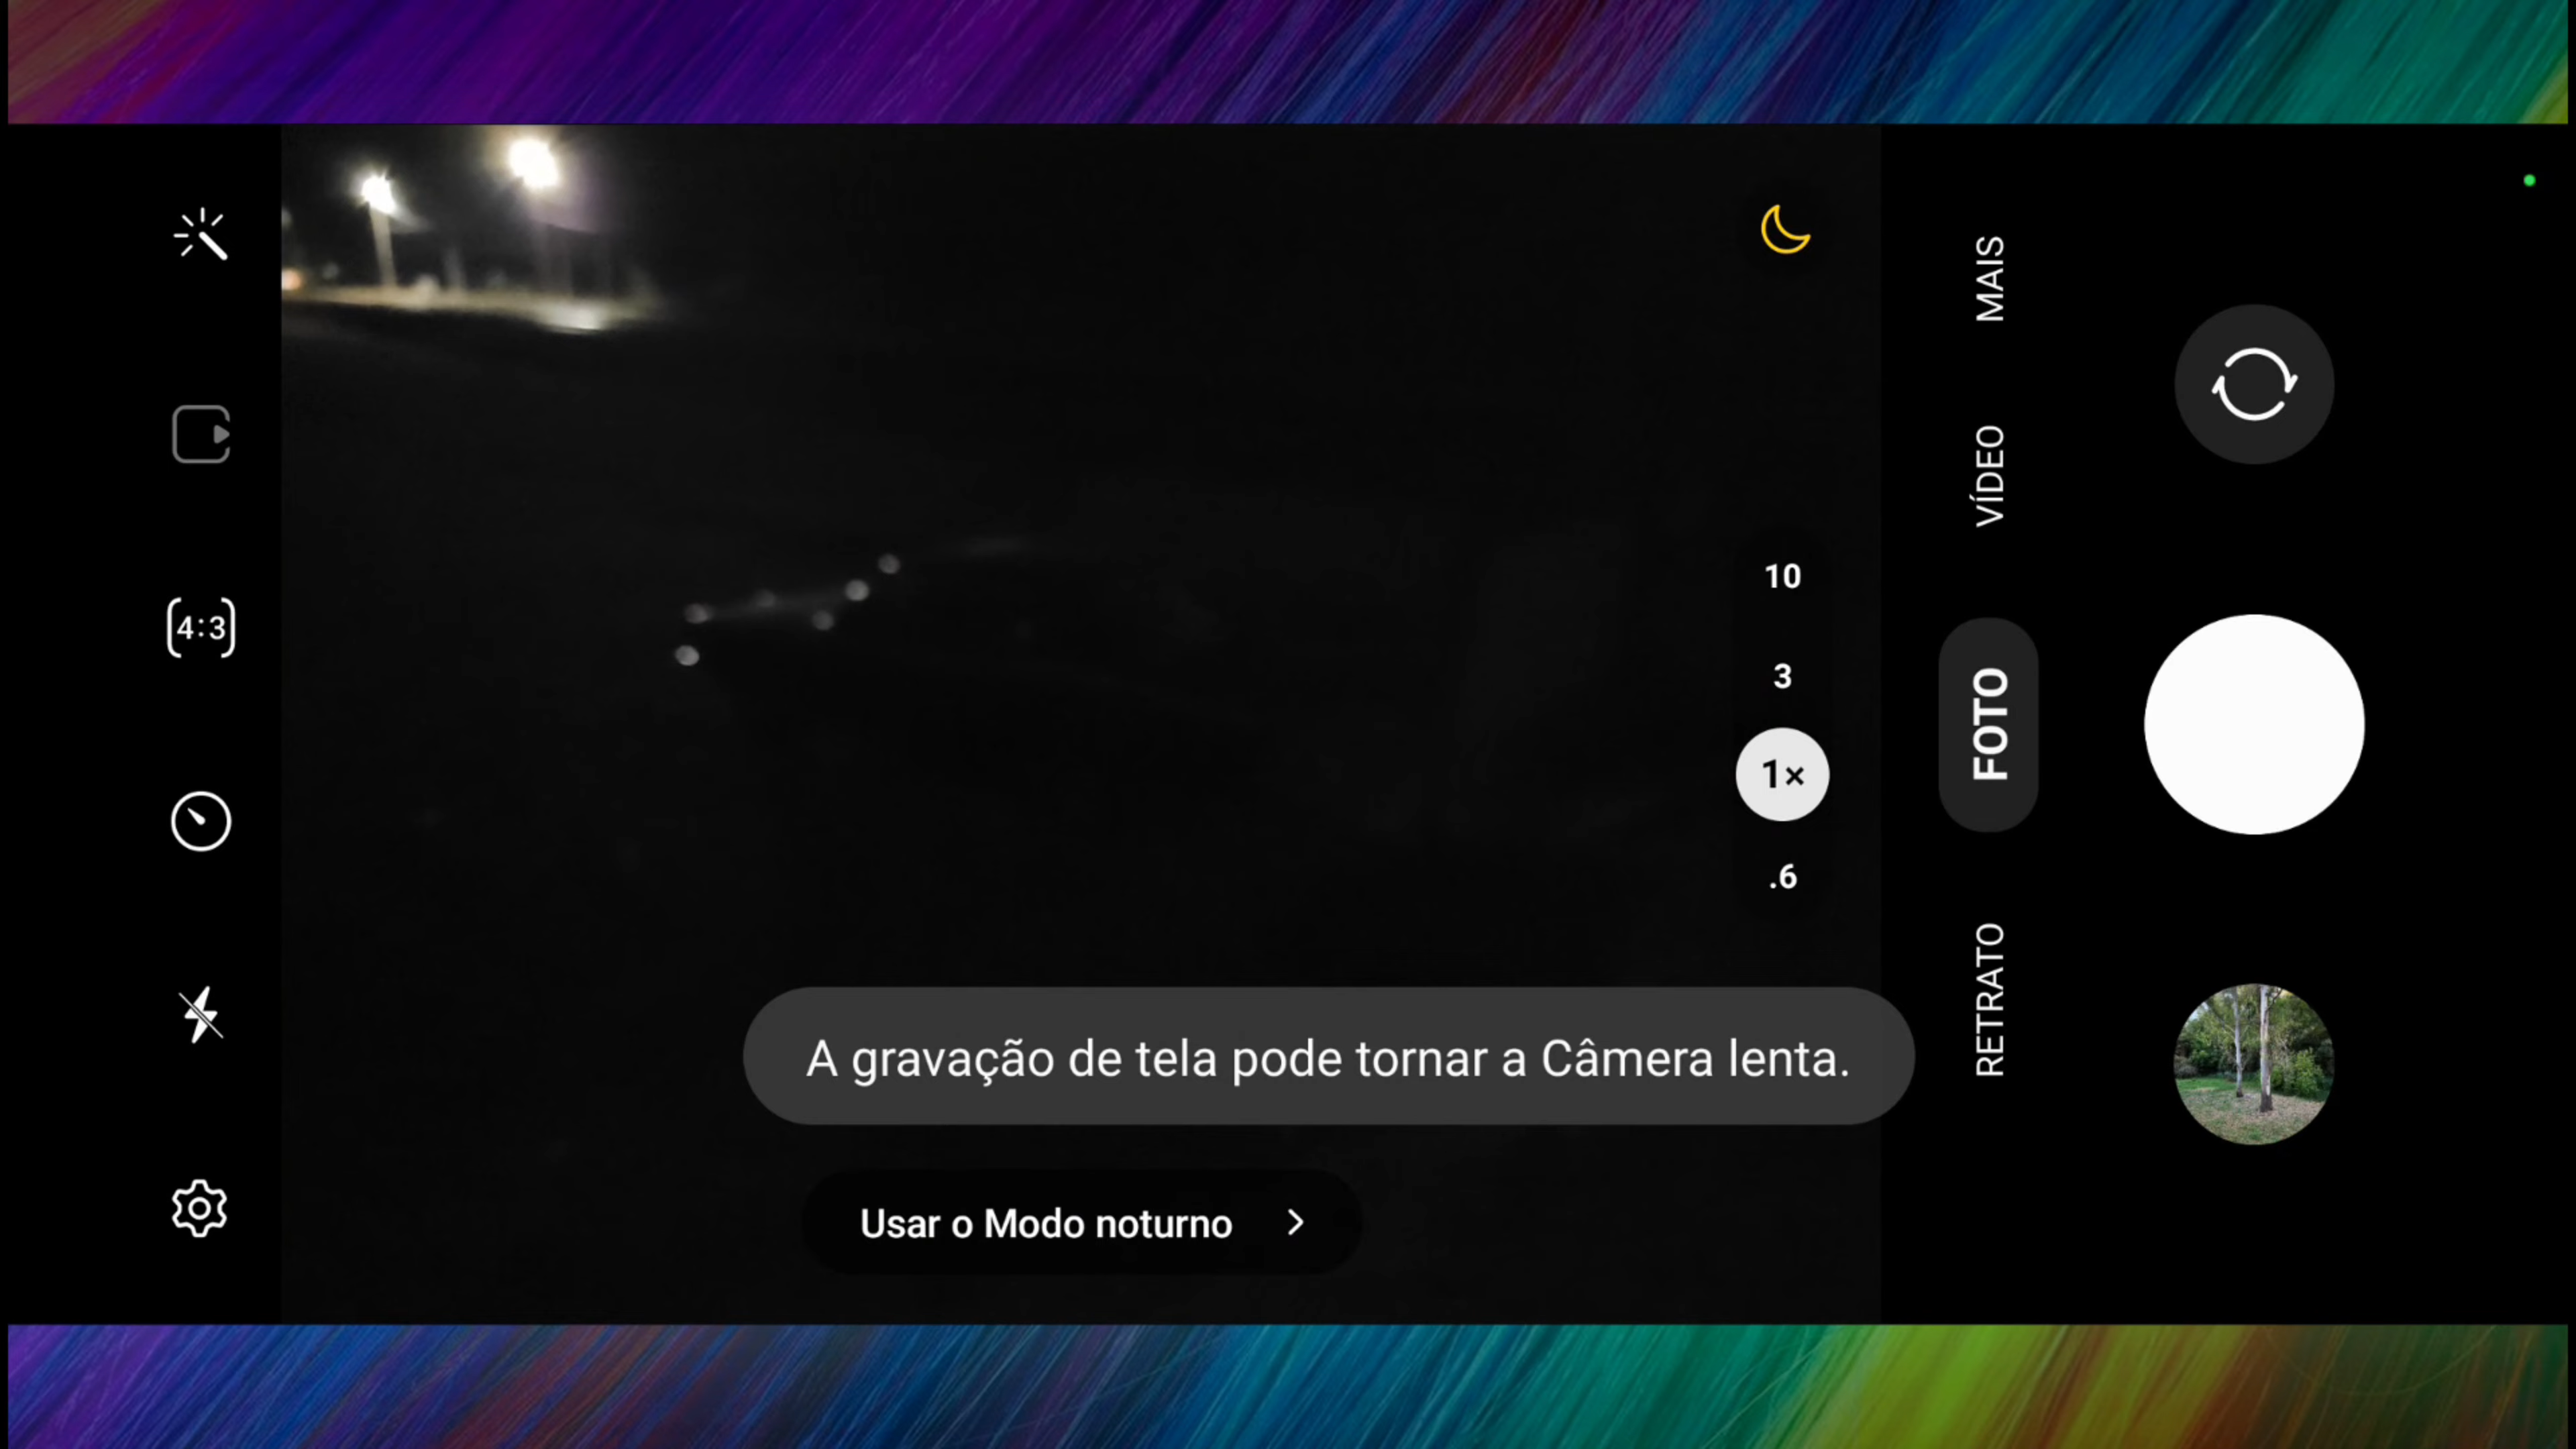 4:3
10
3
1×
.6
A gravação de tela pode tornar a Câmera lenta.
Usar o Modo noturno
MAIS
VÍDEO
FOTO
RETRATO